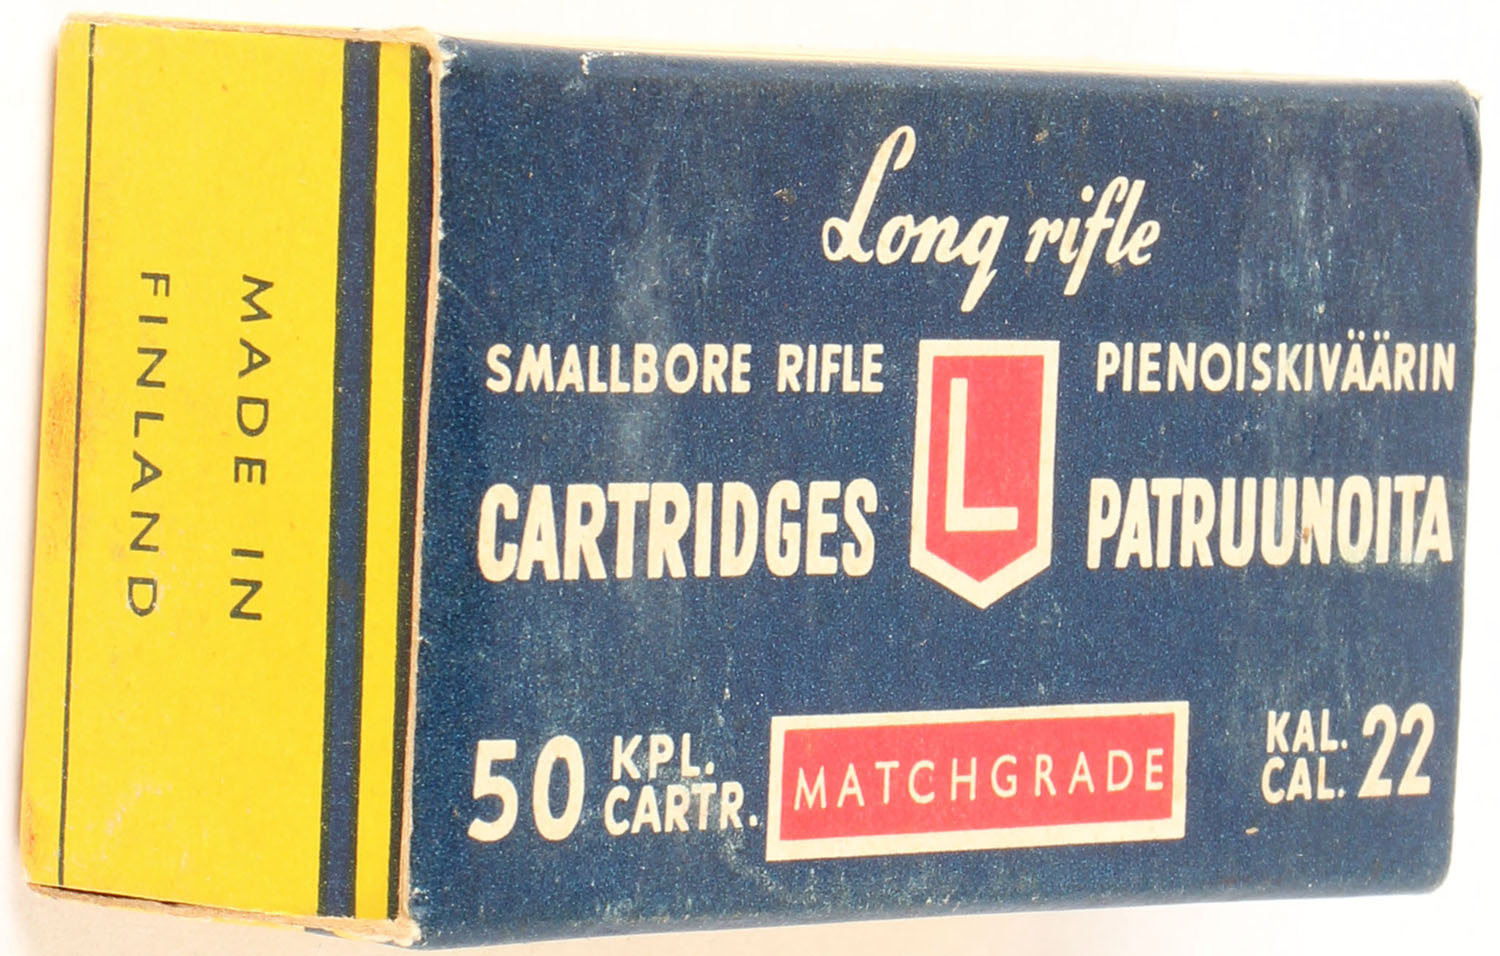 MADE IN
FINLAND
Long rifle
SMALLBORE RIFLE
CARTRIDGES
L
PIENOISKIVÄÄRIN
PATRUUNOITA
50 KPL.
CARTR.
MATCHGRADE
KAL.
CAL. 22